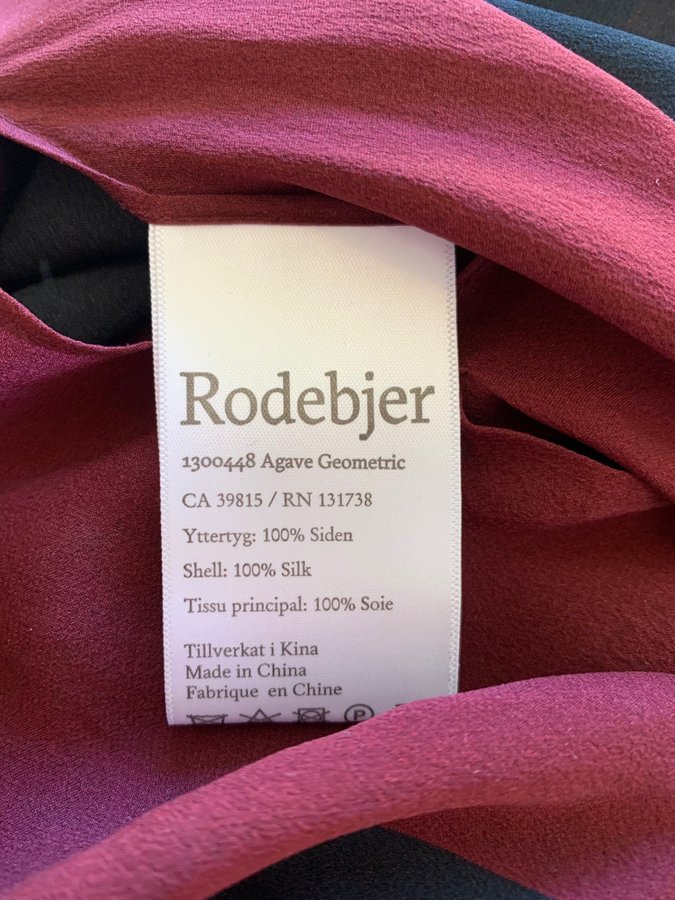 Rodebjer
1300448 Agave Geometric
CA 39815 / RN 131738
Yttertyg: 100% Siden
Shell: 100% Silk
Tissu principal: 100% Soie
Tillverkat i Kina
Made in China
Fabrique en Chine
P